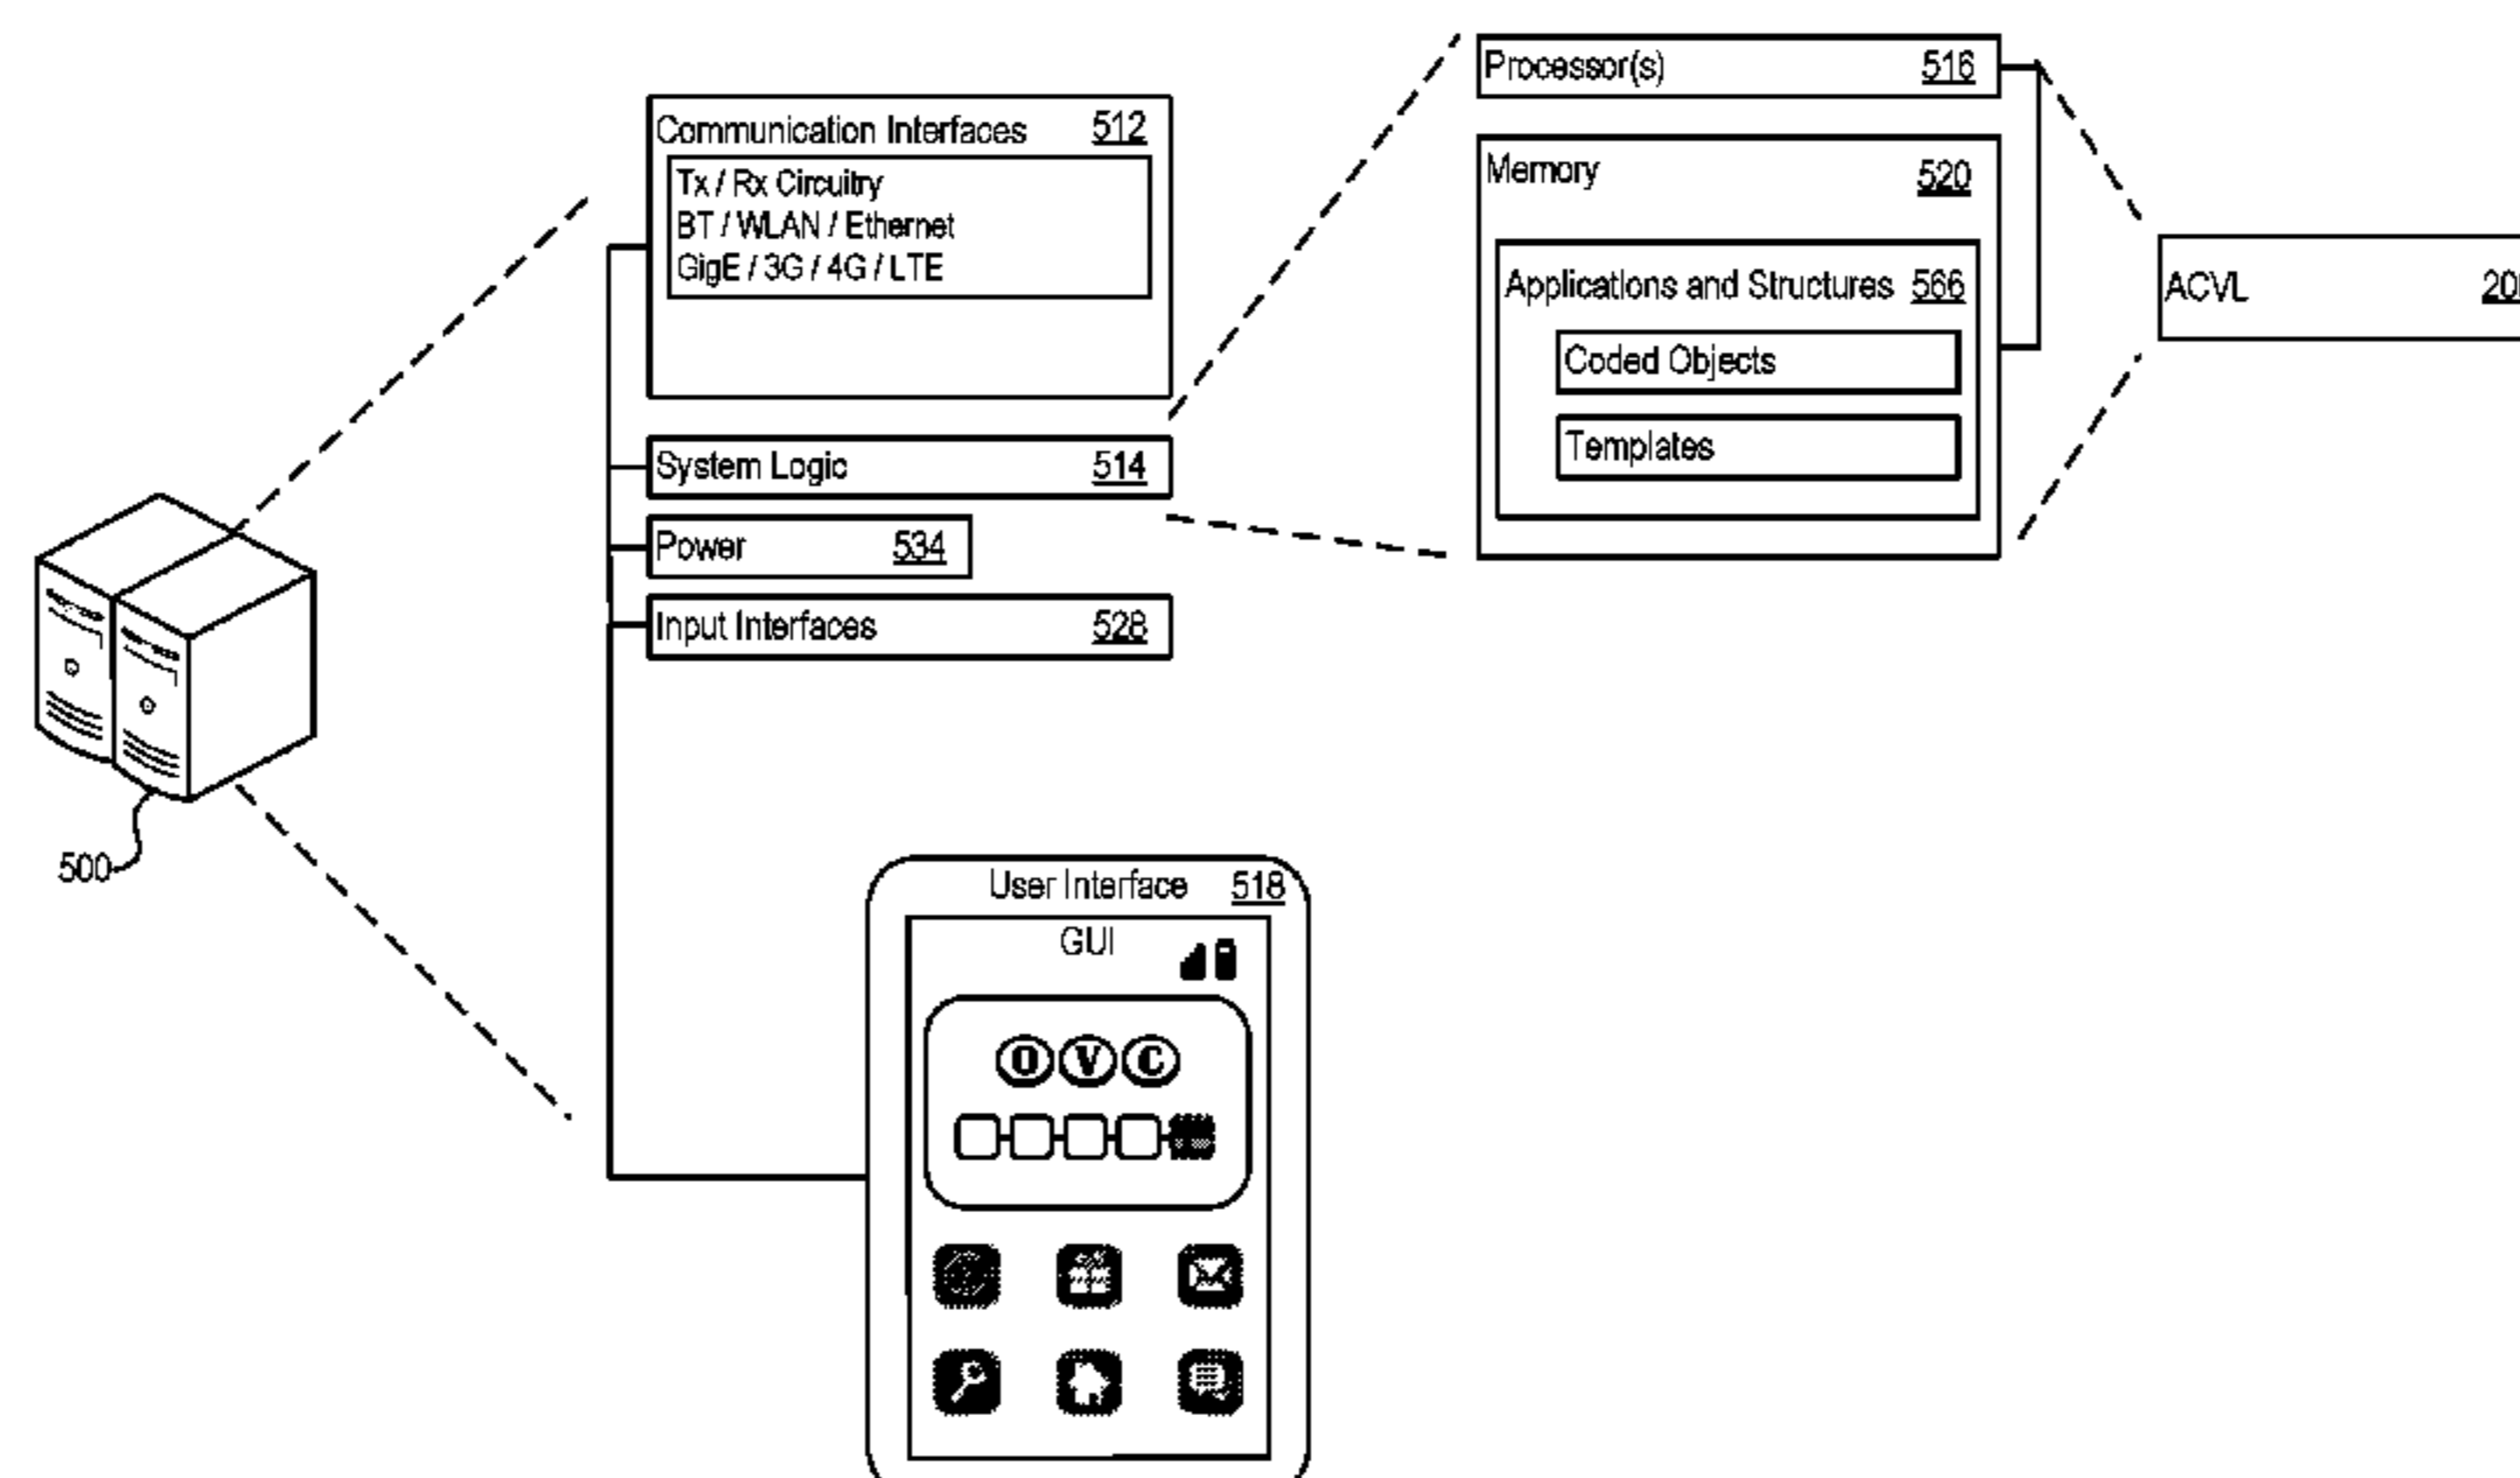 Communication Interfaces 512
Tx / Rx Circuitry
BT / WLAN / Ethernet
GigE / 3G / 4G / LTE
System Logic 514
Power 534
Input Interfaces 528
Processor(s) 516
Memory 520
Applications and Structures 566
Coded Objects
Templates
ACVL
500
User Interface 518
GUI
O V C